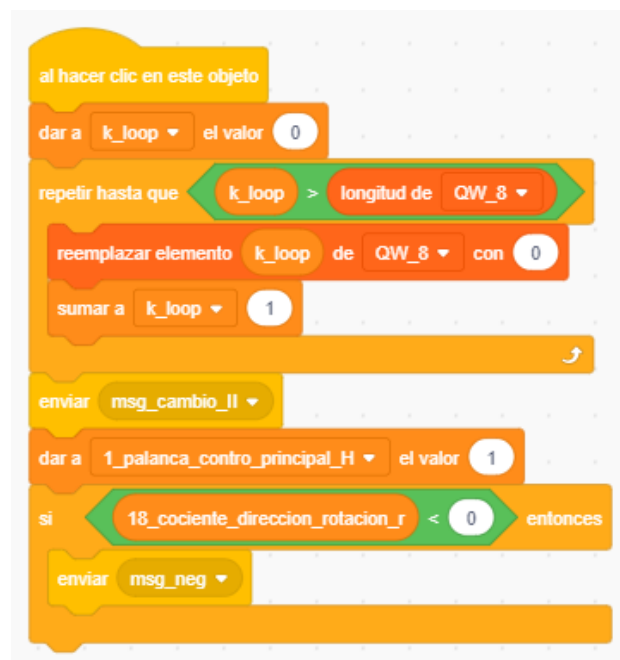 al hacer clic en este objeto
dar a k_loop el valor 0
repetir hasta que k_loop > longitud de QW_8
reemplazar elemento k_loop de QW_8 con 0
sumar a k_loop 1
enviar msg_cambio_II
dar a 1_palanca_contro_principal_H el valor 1
si 18_cociente_direccion_rotacion_r < 0 entonces
enviar msg_neg